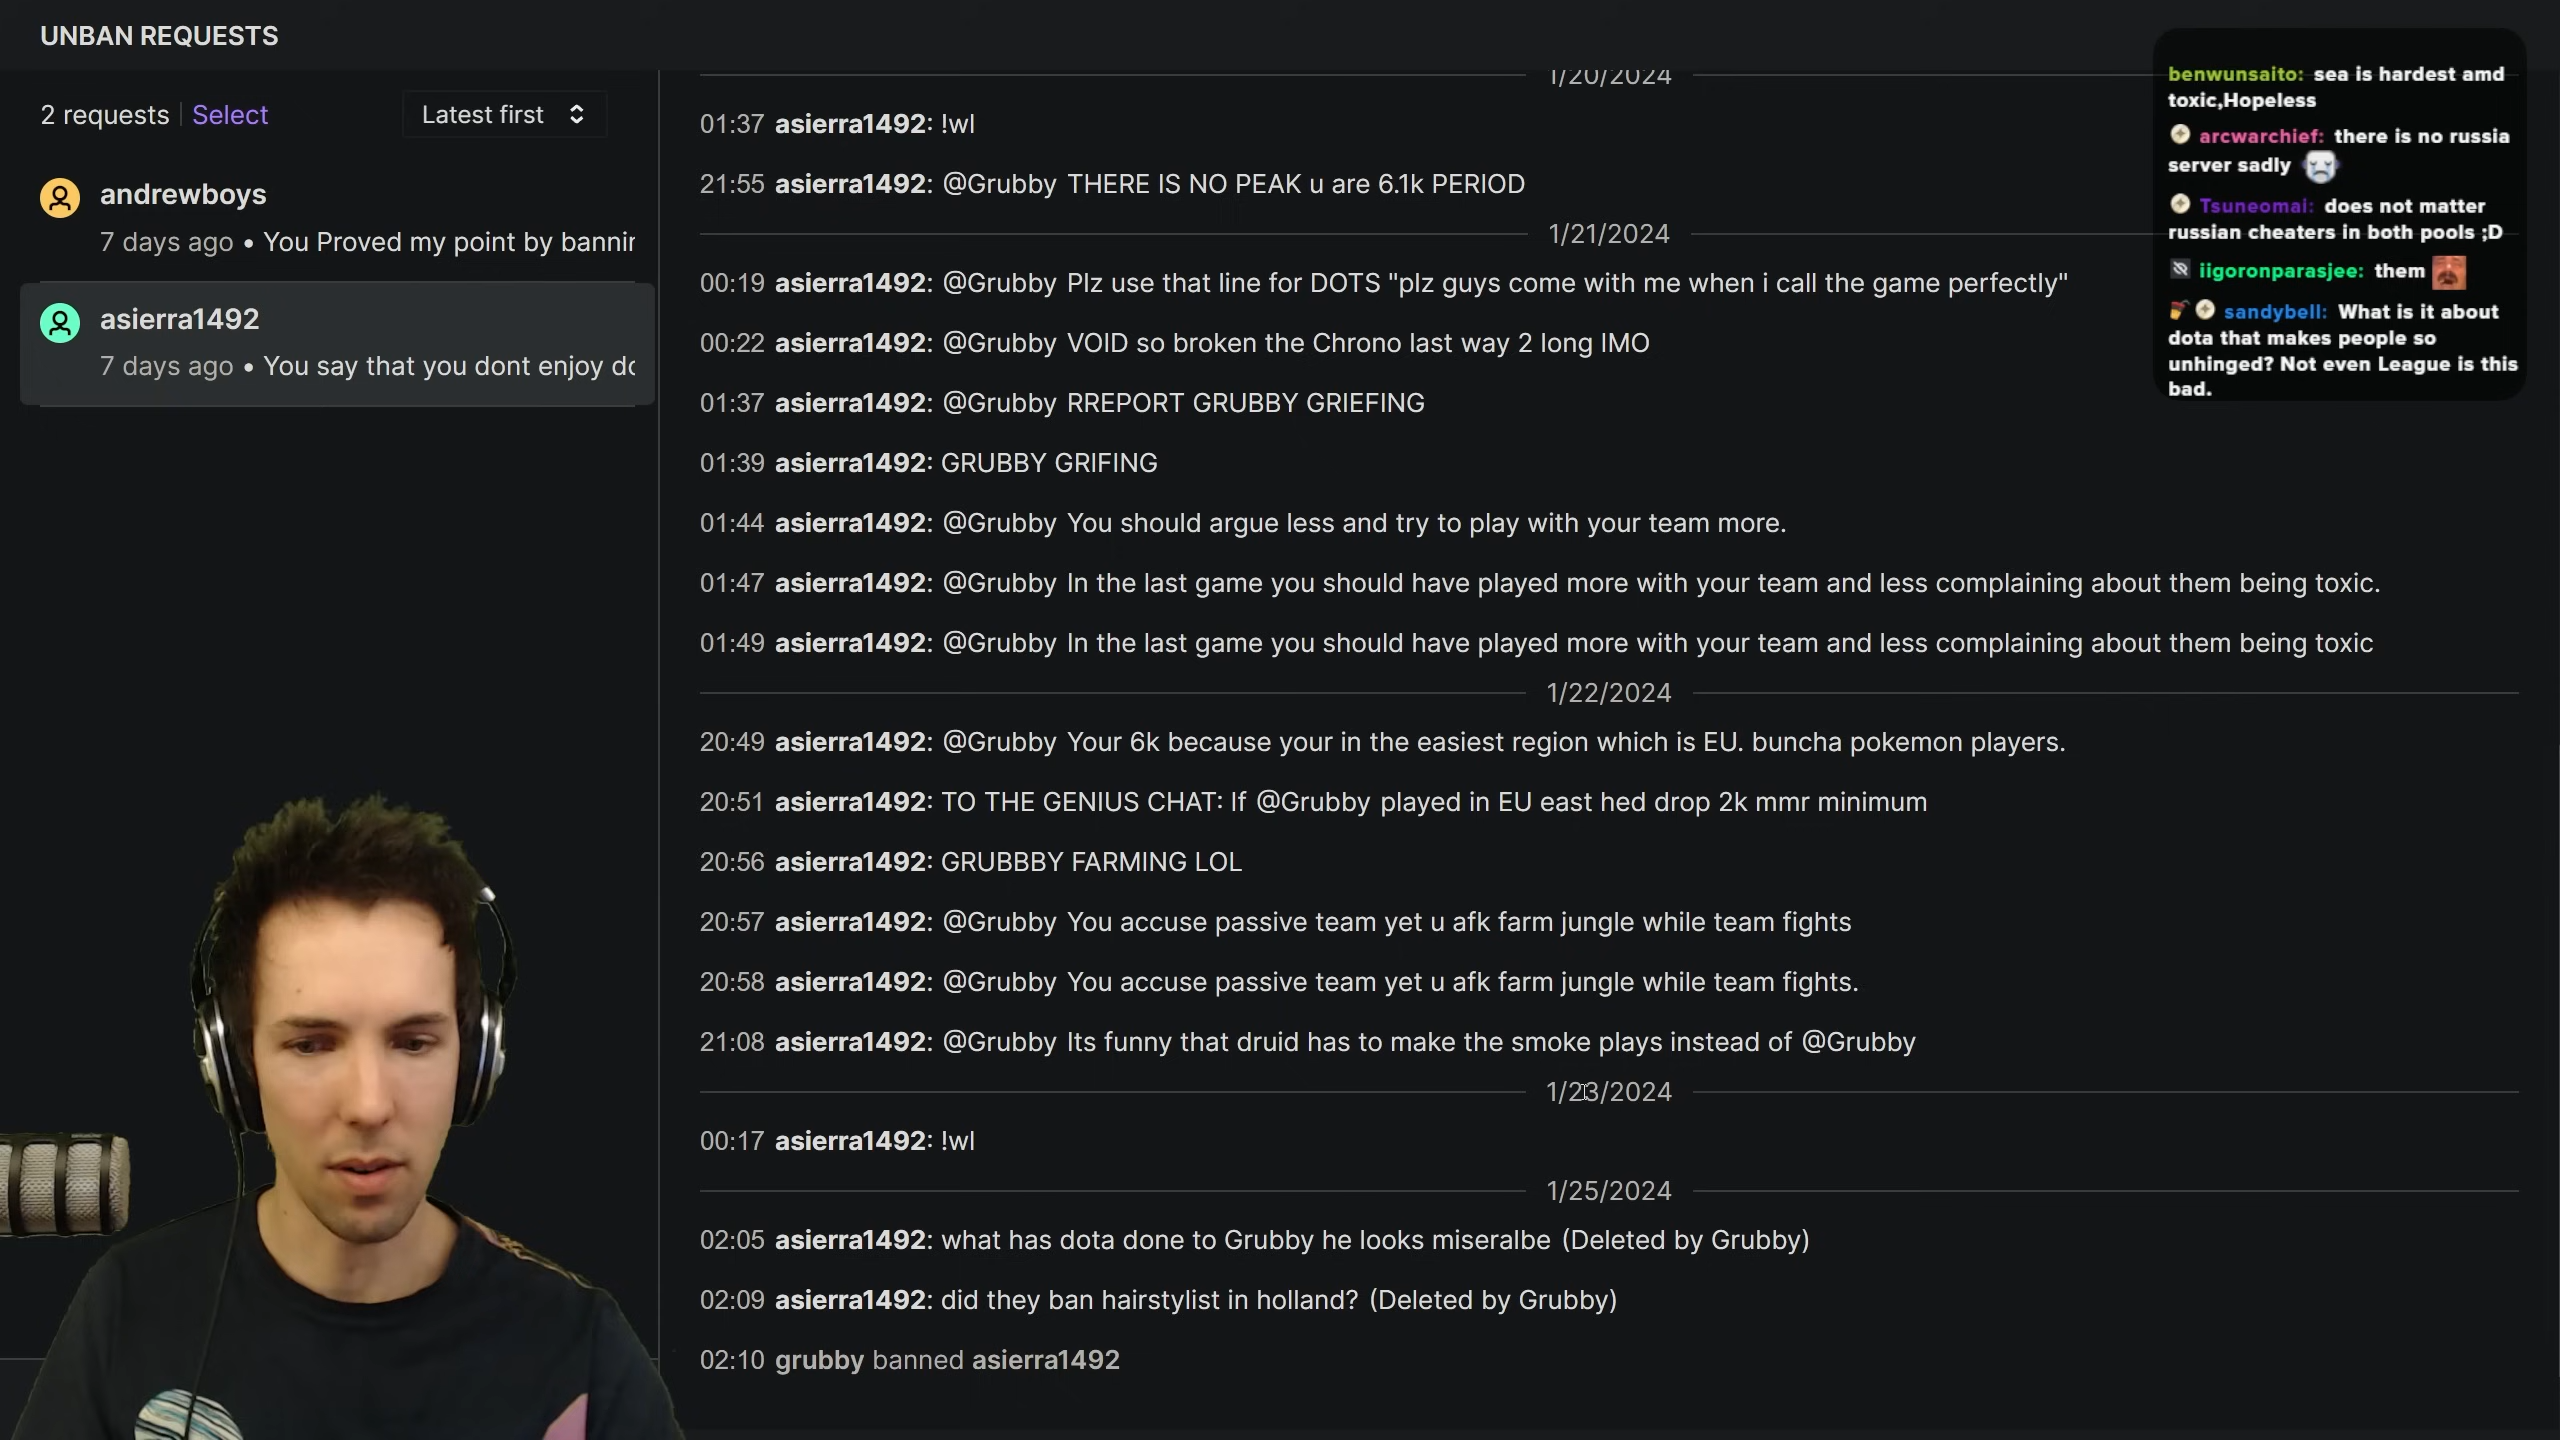 UNBAN REQUESTS
2 requests | Select
Latest first
andrewboys
7 days ago • You Proved my point by bannin
asierra1492
7 days ago • You say that you dont enjoy do
1/20/2024
01:37 asierra1492: !wl
21:55 asierra1492: @Grubby THERE IS NO PEAK u are 6.1k PERIOD
1/21/2024
00:19 asierra1492: @Grubby Plz use that line for DOTS "plz guys come with me when i call the game perfectly"
00:22 asierra1492: @Grubby VOID so broken the Chrono last way 2 long IMO
01:37 asierra1492: @Grubby RREPORT GRUBBY GRIEFING
01:39 asierra1492: GRUBBY GRIFING
01:44 asierra1492: @Grubby You should argue less and try to play with your team more.
01:47 asierra1492: @Grubby In the last game you should have played more with your team and less complaining about them being toxic.
01:49 asierra1492: @Grubby In the last game you should have played more with your team and less complaining about them being toxic
1/22/2024
20:49 asierra1492: @Grubby Your 6k because your in the easiest region which is EU. buncha pokemon players.
20:51 asierra1492: TO THE GENIUS CHAT: If @Grubby played in EU east hed drop 2k mmr minimum
20:56 asierra1492: GRUBBBY FARMING LOL
20:57 asierra1492: @Grubby You accuse passive team yet u afk farm jungle while team fights
20:58 asierra1492: @Grubby You accuse passive team yet u afk farm jungle while team fights.
21:08 asierra1492: @Grubby Its funny that druid has to make the smoke plays instead of @Grubby
1/23/2024
00:17 asierra1492: !wl
1/25/2024
02:05 asierra1492: what has dota done to Grubby he looks miseralbe (Deleted by Grubby)
02:09 asierra1492: did they ban hairstylist in holland? (Deleted by Grubby)
02:10 grubby banned asierra1492
benwunsaito: sea is hardest amd
toxic,Hopeless
arcwarchief: there is no russia
server sadly
Tsuneomai: does not matter
russian cheaters in both pools ;D
iigoronparasjee: them
sandybell: What is it about
dota that makes people so
unhinged? Not even League is this
bad.